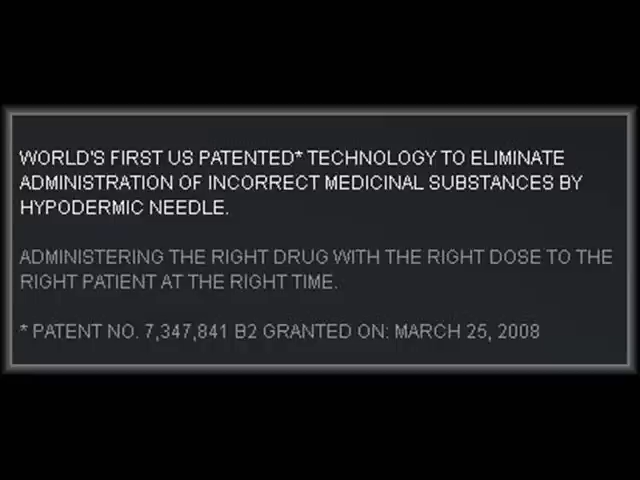 WORLD'S FIRST US PATENTED* TECHNOLOGY TO ELIMINATE
ADMINISTRATION OF INCORRECT MEDICINAL SUBSTANCES BY
HYPODERMIC NEEDLE.
ADMINISTERING THE RIGHT DRUG WITH THE RIGHT DOSE TO THE
RIGHT PATIENT AT THE RIGHT TIME.
* PATENT NO. 7,347,841 B2 GRANTED ON: MARCH 25, 2008